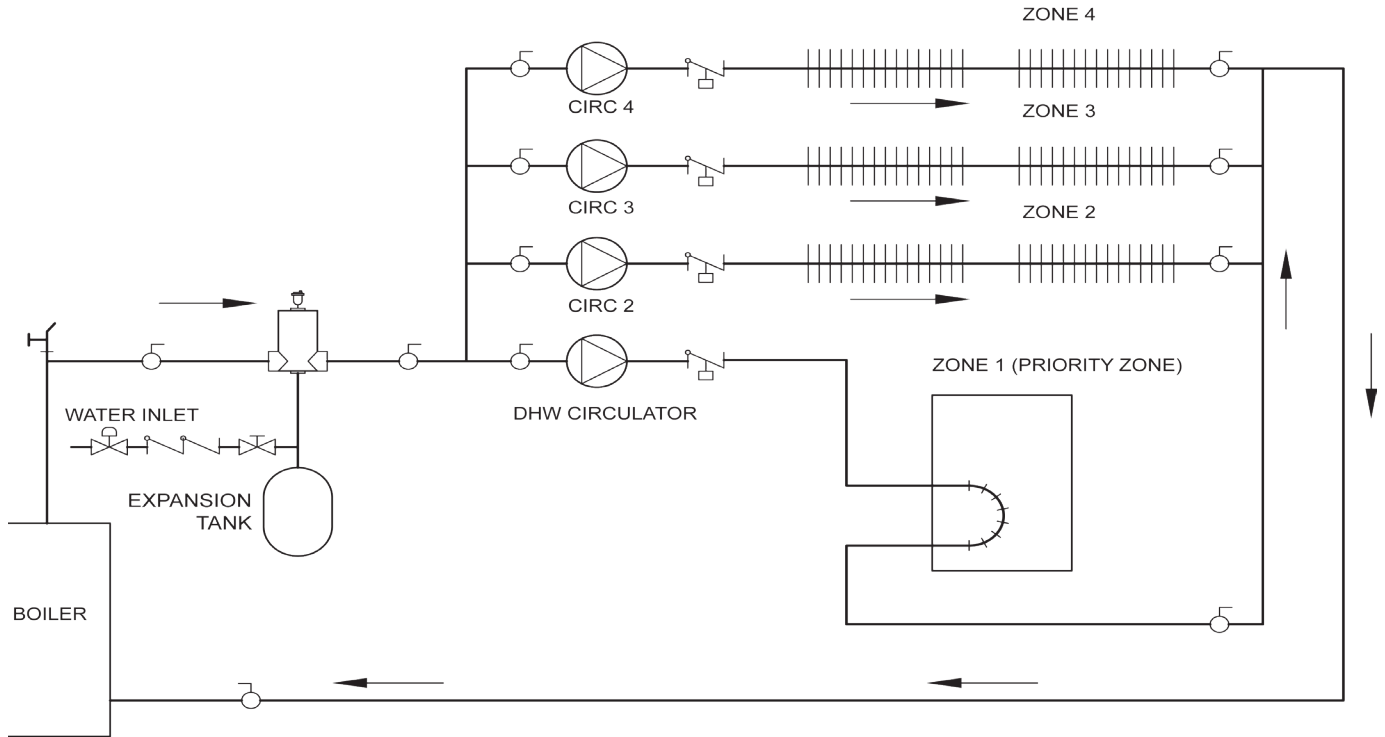 ZONE 4
CIRC 4
ZONE 3
CIRC 3
ZONE 2
CIRC 2
ZONE 1 (PRIORITY ZONE)
DHW CIRCULATOR
WATER INLET
EXPANSION
TANK
BOILER